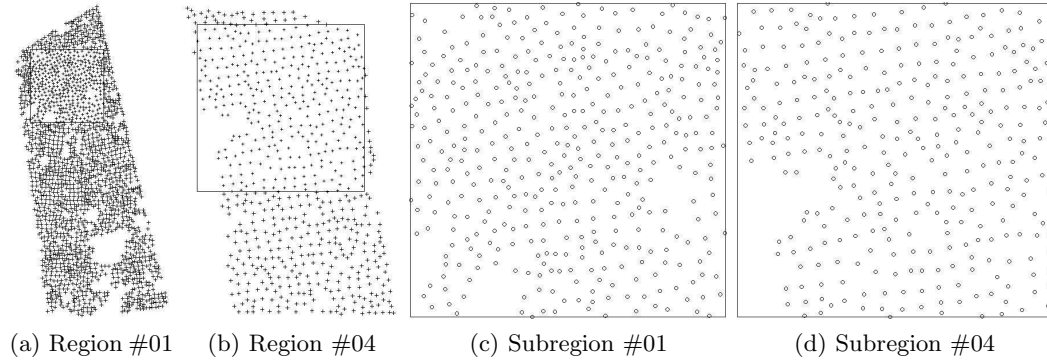 (a) Region #01
(b) Region #04
(c) Subregion #01
(d) Subregion #04